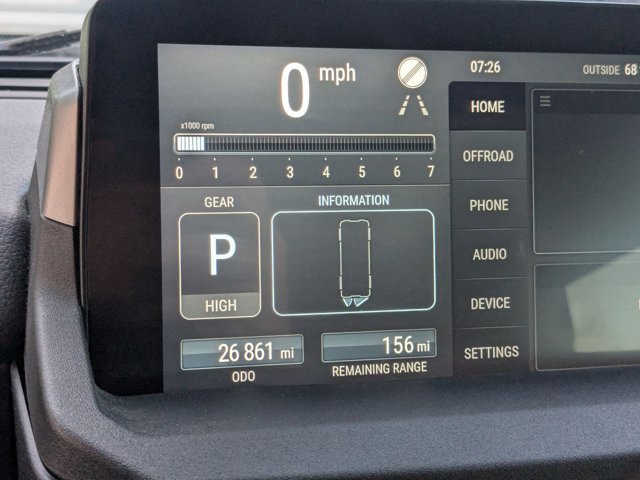 0 mph
07:26
OUTSIDE 68
x1000 rpm
0 1 2 3 4 5 6 7
HOME
OFFROAD
PHONE
AUDIO
DEVICE
SETTINGS
GEAR
P
HIGH
INFORMATION
26 861 mi
ODO
156 mi
REMAINING RANGE